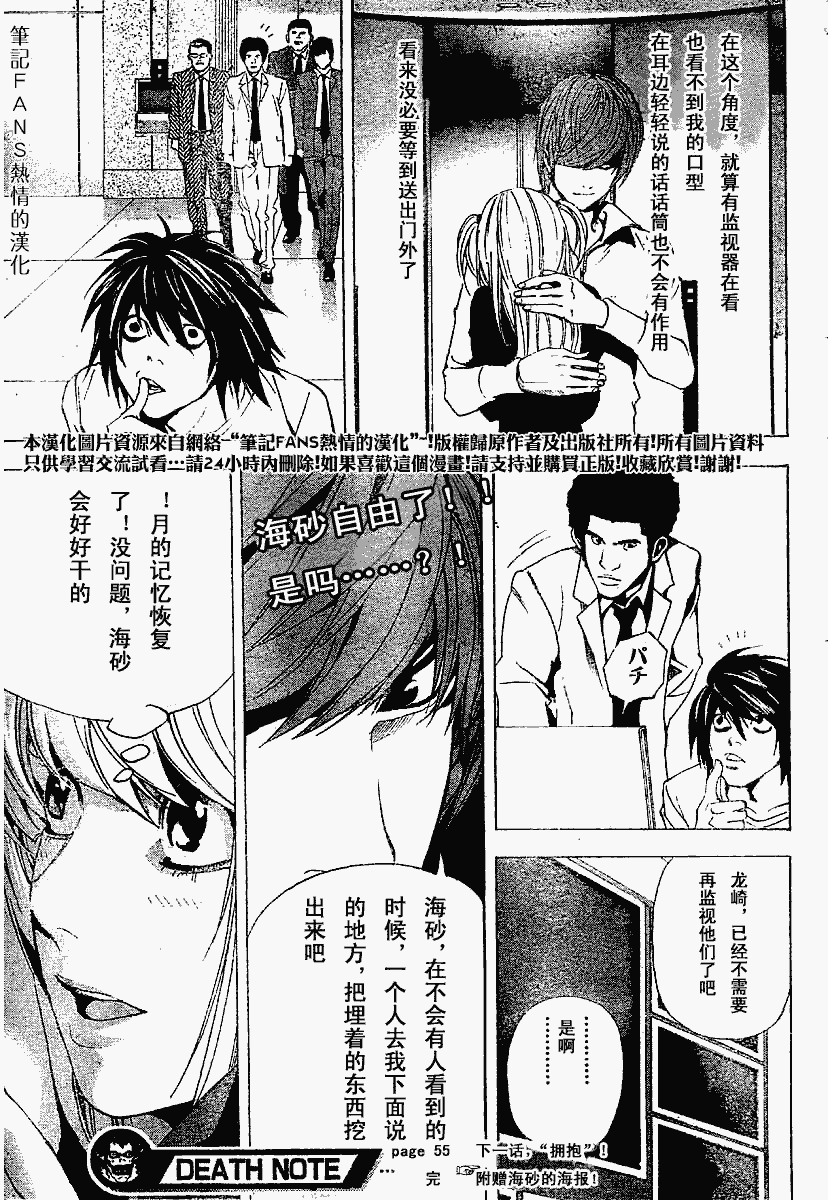 在这个角度，就算有监视器在看
也看不到我的口型
在耳边轻轻说的话话筒也不会有作用
看来没必要等到送出门外了
筆記FANS熱情的漢化
本漢化圖片資源來自網絡“筆記FANS熱情的漢化”!版權歸原作者及出版社所有!所有圖片資料
只供學習交流試看…請24小時內刪除!如果喜歡這個漫畫!請支持並購買正版!收藏欣賞!謝謝!
パチ
龙崎，已经不需要
再监视他们了吧
………
是啊
………
海砂自由了！！
是吗……？！
海砂，在不会有人看到的
时候，一个人去我下面说
的地方，把埋着的东西挖
出来吧
！月的记忆恢复
了！没问题，海砂
会好好干的
DEATH NOTE
page 55
…
完
下一话：“拥抱”！
☞附赠海砂的海报！